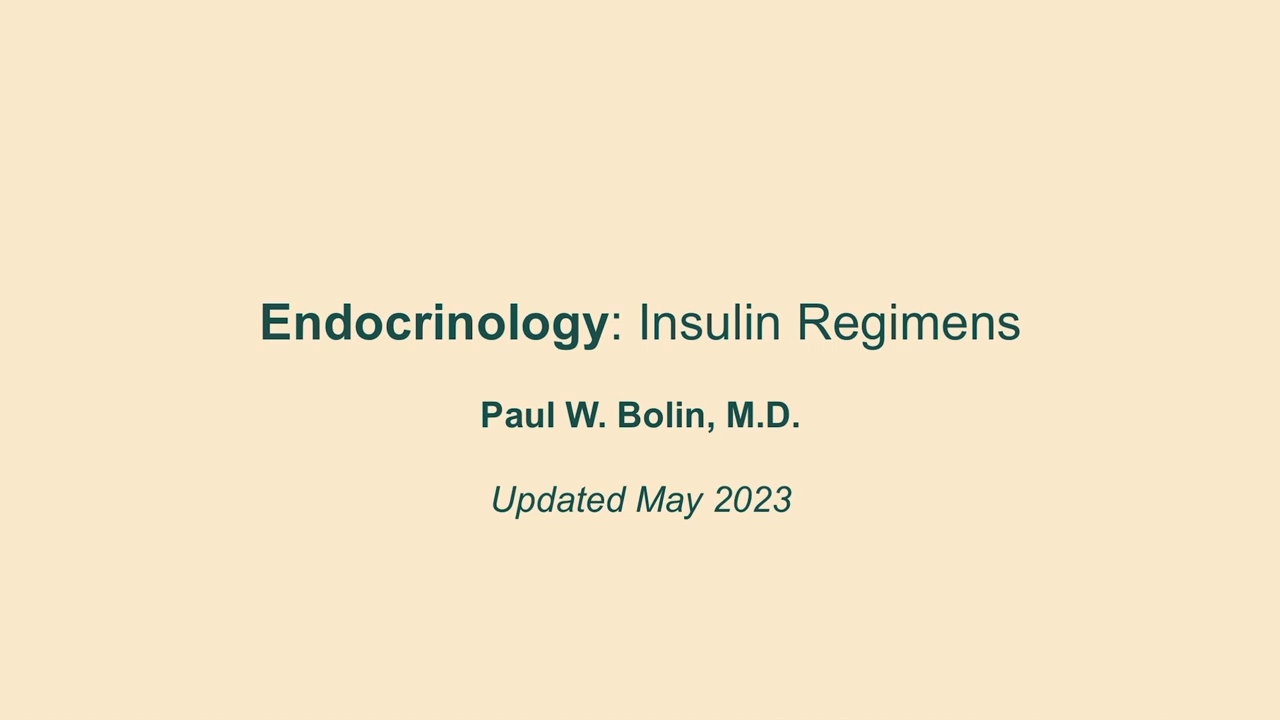 Endocrinology: Insulin Regimens
Paul W. Bolin, M.D.
Updated May 2023